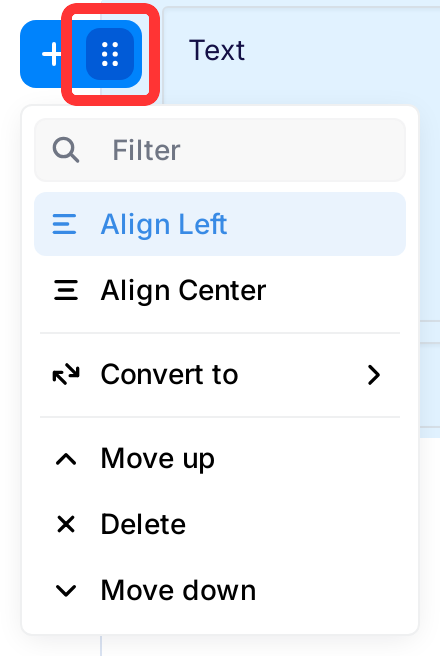 Text
Filter
Align Left
Align Center
Convert to
Move up
Delete
Move down